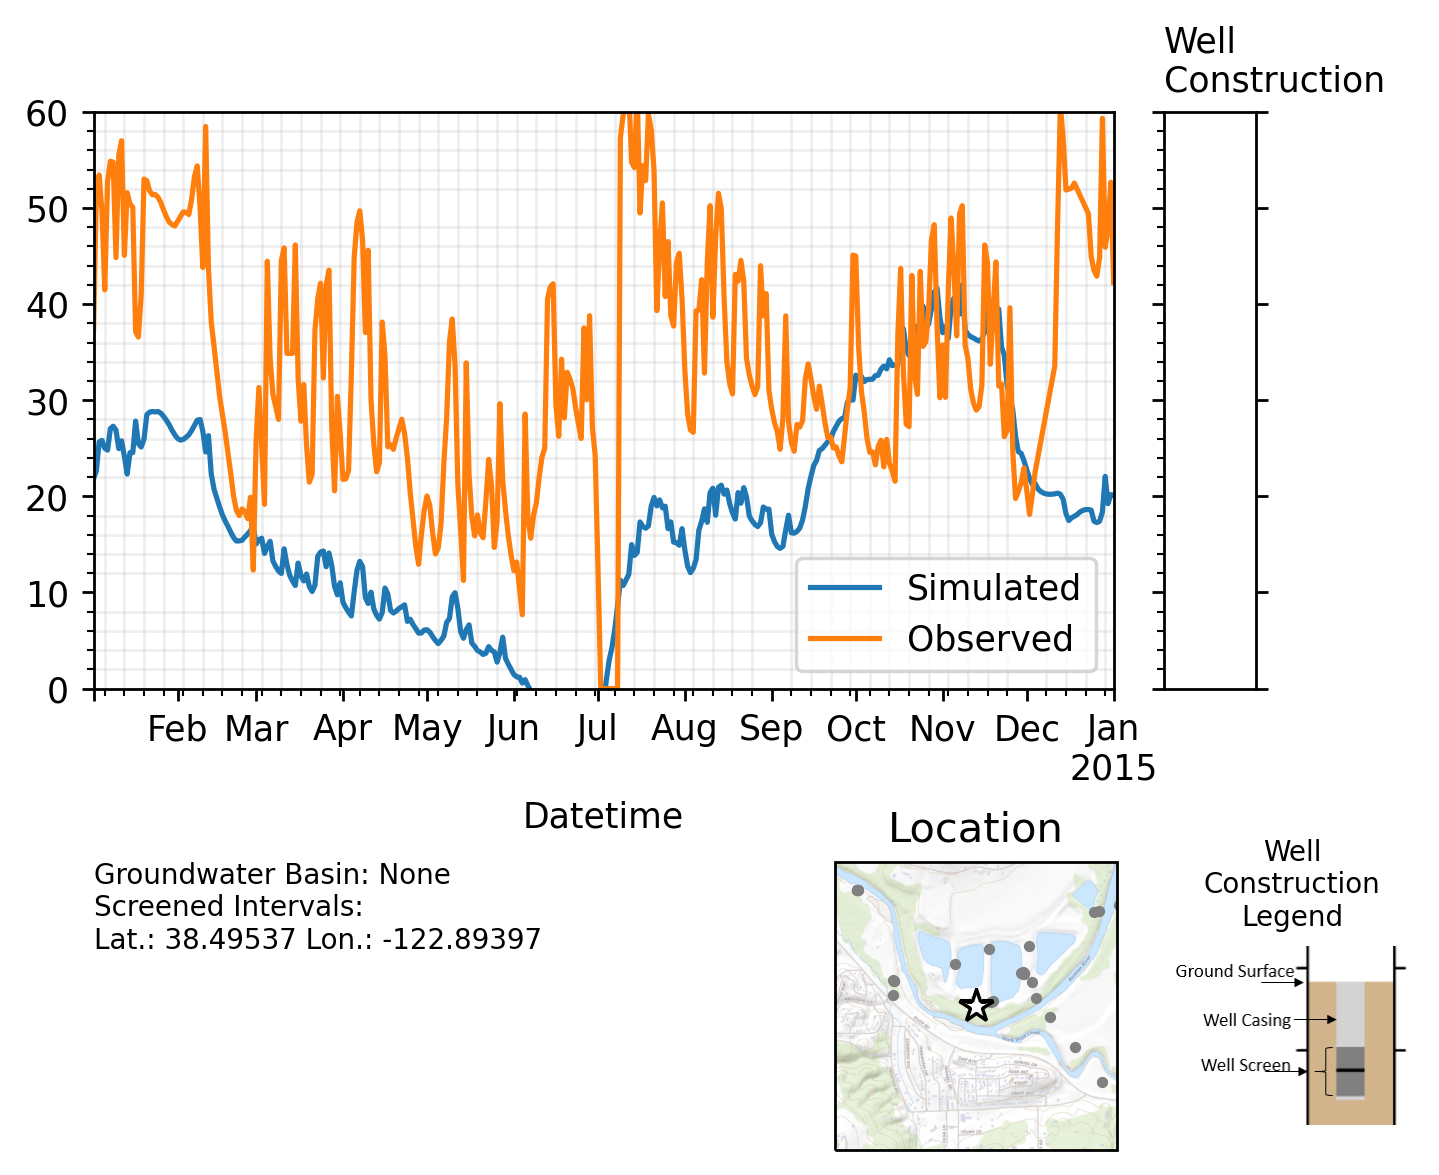 Well
Construction
60
50
40
30
20
10
0
Simulated
Observed
Feb Mar Apr May Jun Jul Aug Sep Oct Nov Dec Jan
2015
Datetime
Groundwater Basin: None
Screened Intervals:
Lat.: 38.49537 Lon.: -122.89397
Location
Well
Construction
Legend
Ground Surface
Well Casing
Well Screen